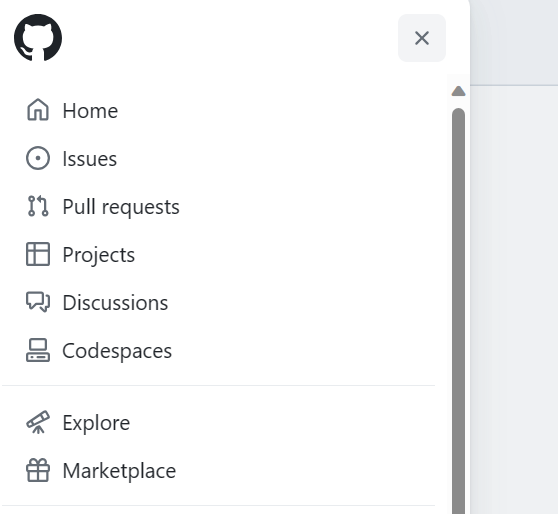 Home
Issues
Pull requests
Projects
Discussions
Codespaces
Explore
Marketplace